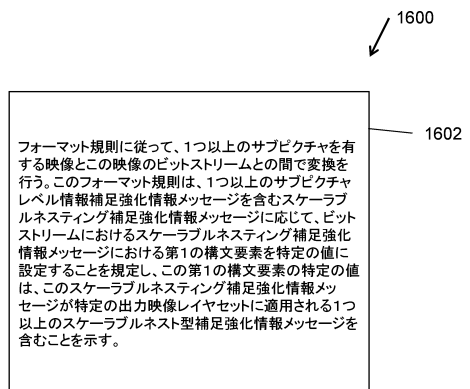 1600
1602
フォーマット規則に従って、1つ以上のサブピクチャを有
する映像とこの映像のビットストリームとの間で変換を
行う。このフォーマット規則は、1つ以上のサブピクチャ
レベル情報補足強化情報メッセージを含むスケーラブ
ルネスティング補足強化情報メッセージに応じて、ビット
ストリームにおけるスケーラブルネスティング補足強化
情報メッセージにおける第1の構文要素を特定の値に
設定することを規定し、この第1の構文要素の特定の値
は、このスケーラブルネスティング補足強化情報メッ
セージが特定の出力映像レイヤセットに適用される1つ
以上のスケーラブルネスト型補足強化情報メッセージを
含むことを示す。